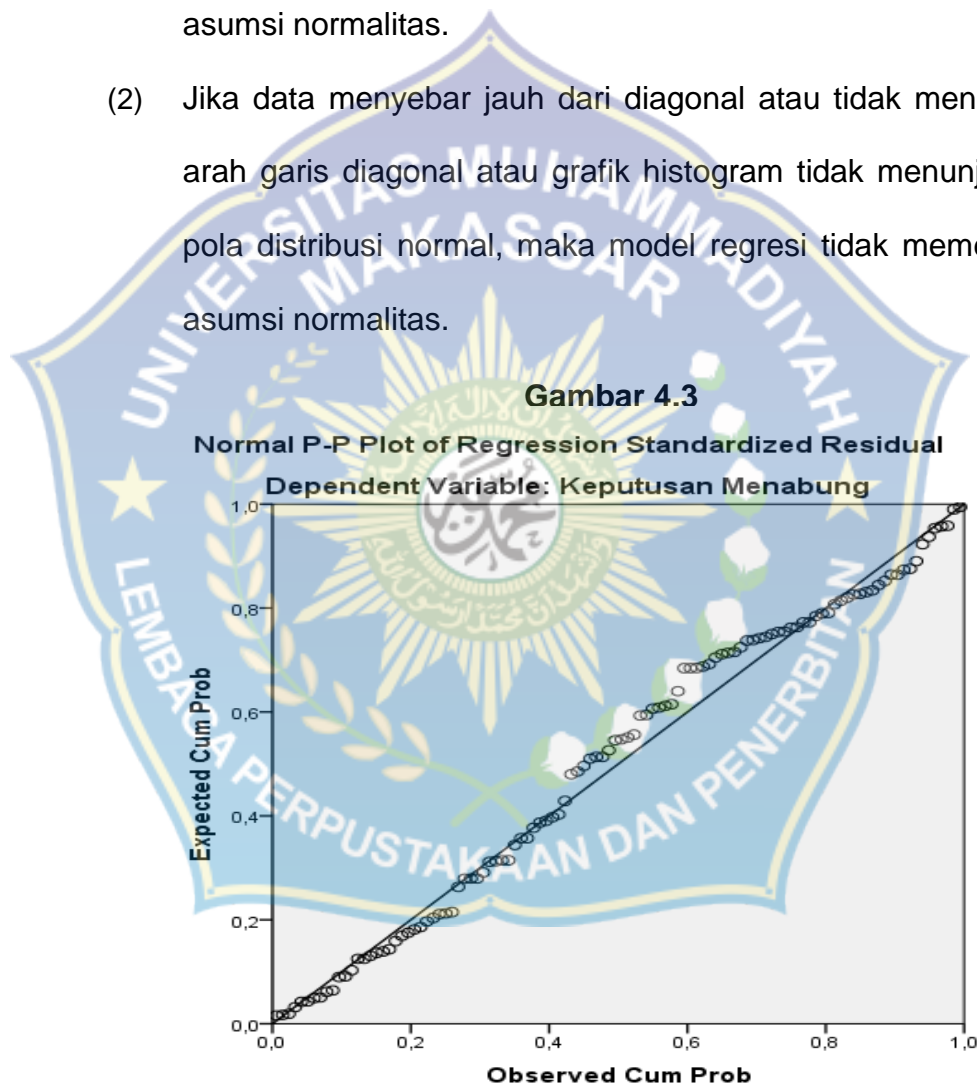 asumsi normalitas.
(2) Jika data menyebar jauh dari diagonal atau tidak men
arah garis diagonal atau grafik histogram tidak menunj
pola distribusi normal, maka model regresi tidak meme
asumsi normalitas.
UNIVERSITAS MUHAMMADIYAH
MAKASSAR
LEMBAGA PERPUSTAKAAN DAN PENERBITAN
Gambar 4.3
Normal P-P Plot of Regression Standardized Residual
Dependent Variable: Keputusan Menabung
Expected Cum Prob
1,0
0,8
0,6
0,4
0,2
0,0
0,0 0,2 0,4 0,6 0,8 1,0
Observed Cum Prob